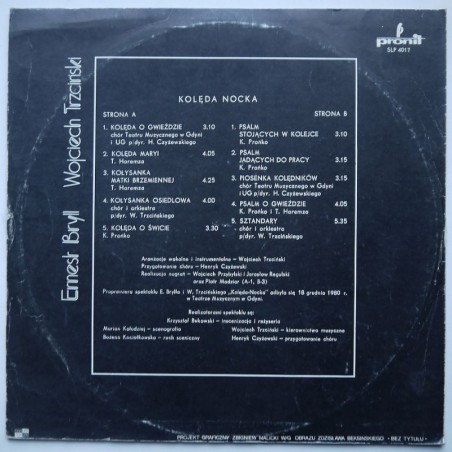 pronit
SLP 4017
Ernest Bryll Wojciech Trzciński
KOLĘDA NOCKA
STRONA A
1. KOLĘDA O GWIEŹDZIE 3.10
chór Teatru Muzycznego w Gdyni
i UG p/dyr. H. Czyżewskiego
2. KOLĘDA MARYI 4.05
T. Haremza
3. KOŁYSANKA
MATKI BRZEMIENNEJ 4.25
T. Haremza
4. KOŁYSANKA OSIEDLOWA 4.00
chór i orkiestra
p/dyr. W. Trzcińskiego
5. KOLĘDA O ŚWICIE 3.30
K. Prońko
STRONA B
1. PSALM
STOJĄCYCH W KOLEJCE 3.10
K. Prońko
2. PSALM
JADĄCYCH DO PRACY 3.15
K. Prońko
3. PIOSENKA KOLĘDNIKÓW 3.15
chór Teatru Muzycznego w Gdyni
i UG p/dyr. H. Czyżewskiego
4. PSALM O GWIEŹDZIE 4.05
K. Prońko i T. Haremza
5. SZTANDARY 5.35
chór i orkiestra
p/dyr. W. Trzcińskiego
Aranżacje wokalne i instrumentalne – Wojciech Trzciński
Przygotowanie chóru – Henryk Czyżewski
Realizacja nagrań – Wojciech Przybylski i Jarosław Regulski
oraz Piotr Madziar (A-1, B-3)
Prapremiera spektaklu E. Brylla i W. Trzcińskiego „Kolęda-Nocka" odbyła się 18 grudnia 1980 r.
w Teatrze Muzycznym w Gdyni.
Realizatorami spektaklu są:
Krzysztof Bukowski – inscenizacja i reżyseria
Marian Kołodziej – scenografia Wojciech Trzciński – kierownictwo muzyczne
Bożena Kociołkowska – ruch sceniczny Henryk Czyżewski – przygotowanie chóru
PROJEKT GRAFICZNY ZBIGNIEW MALICKI WG OBRAZU ZDZISŁAWA BEKSIŃSKIEGO - BEZ TYTUŁU -